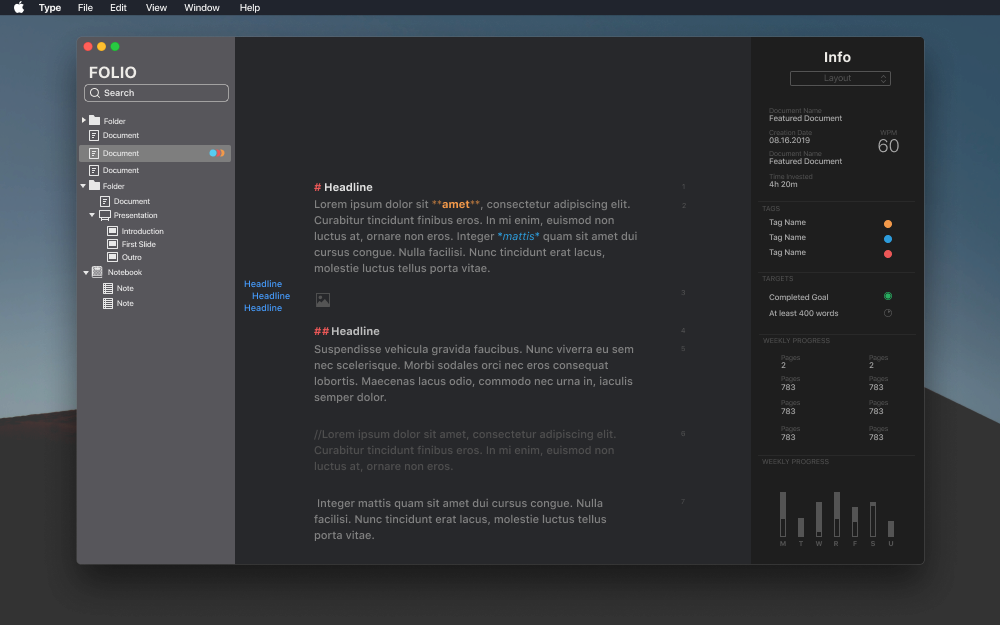 Type File Edit View Window Help
FOLIO
Search
Folder
Document
Document
Document
Folder
Document
Presentation
Introduction
First Slide
Outro
Notebook
Note
Note
Headline
Headline
Headline
# Headline 1
Lorem ipsum dolor sit **amet**, consectetur adipiscing elit. 2
Curabitur tincidunt finibus eros. In mi enim, euismod non
luctus at, ornare non eros. Integer *mattis* quam sit amet dui
cursus congue. Nulla facilisi. Nunc tincidunt erat lacus,
molestie luctus tellus porta vitae.
3
##Headline 4
Suspendisse vehicula gravida faucibus. Nunc viverra eu sem 5
nec scelerisque. Morbi sodales orci nec eros consequat
lobortis. Maecenas lacus odio, commodo nec urna in, iaculis
semper dolor.
//Lorem ipsum dolor sit amet, consectetur adipiscing elit. 6
Curabitur tincidunt finibus eros. In mi enim, euismod non
luctus at, ornare non eros.
Integer mattis quam sit amet dui cursus congue. Nulla 7
facilisi. Nunc tincidunt erat lacus, molestie luctus tellus
porta vitae.
Info
Layout
Document Name
Featured Document
Creation Date
08.16.2019
WPM
60
Document Name
Featured Document
Time Invested
4h 20m
TAGS
Tag Name
Tag Name
Tag Name
TARGETS
Completed Goal
At least 400 words
WEEKLY PROGRESS
Pages Pages
2 2
Pages Pages
783 783
Pages Pages
783 783
Pages Pages
783 783
WEEKLY PROGRESS
M T W R F S U